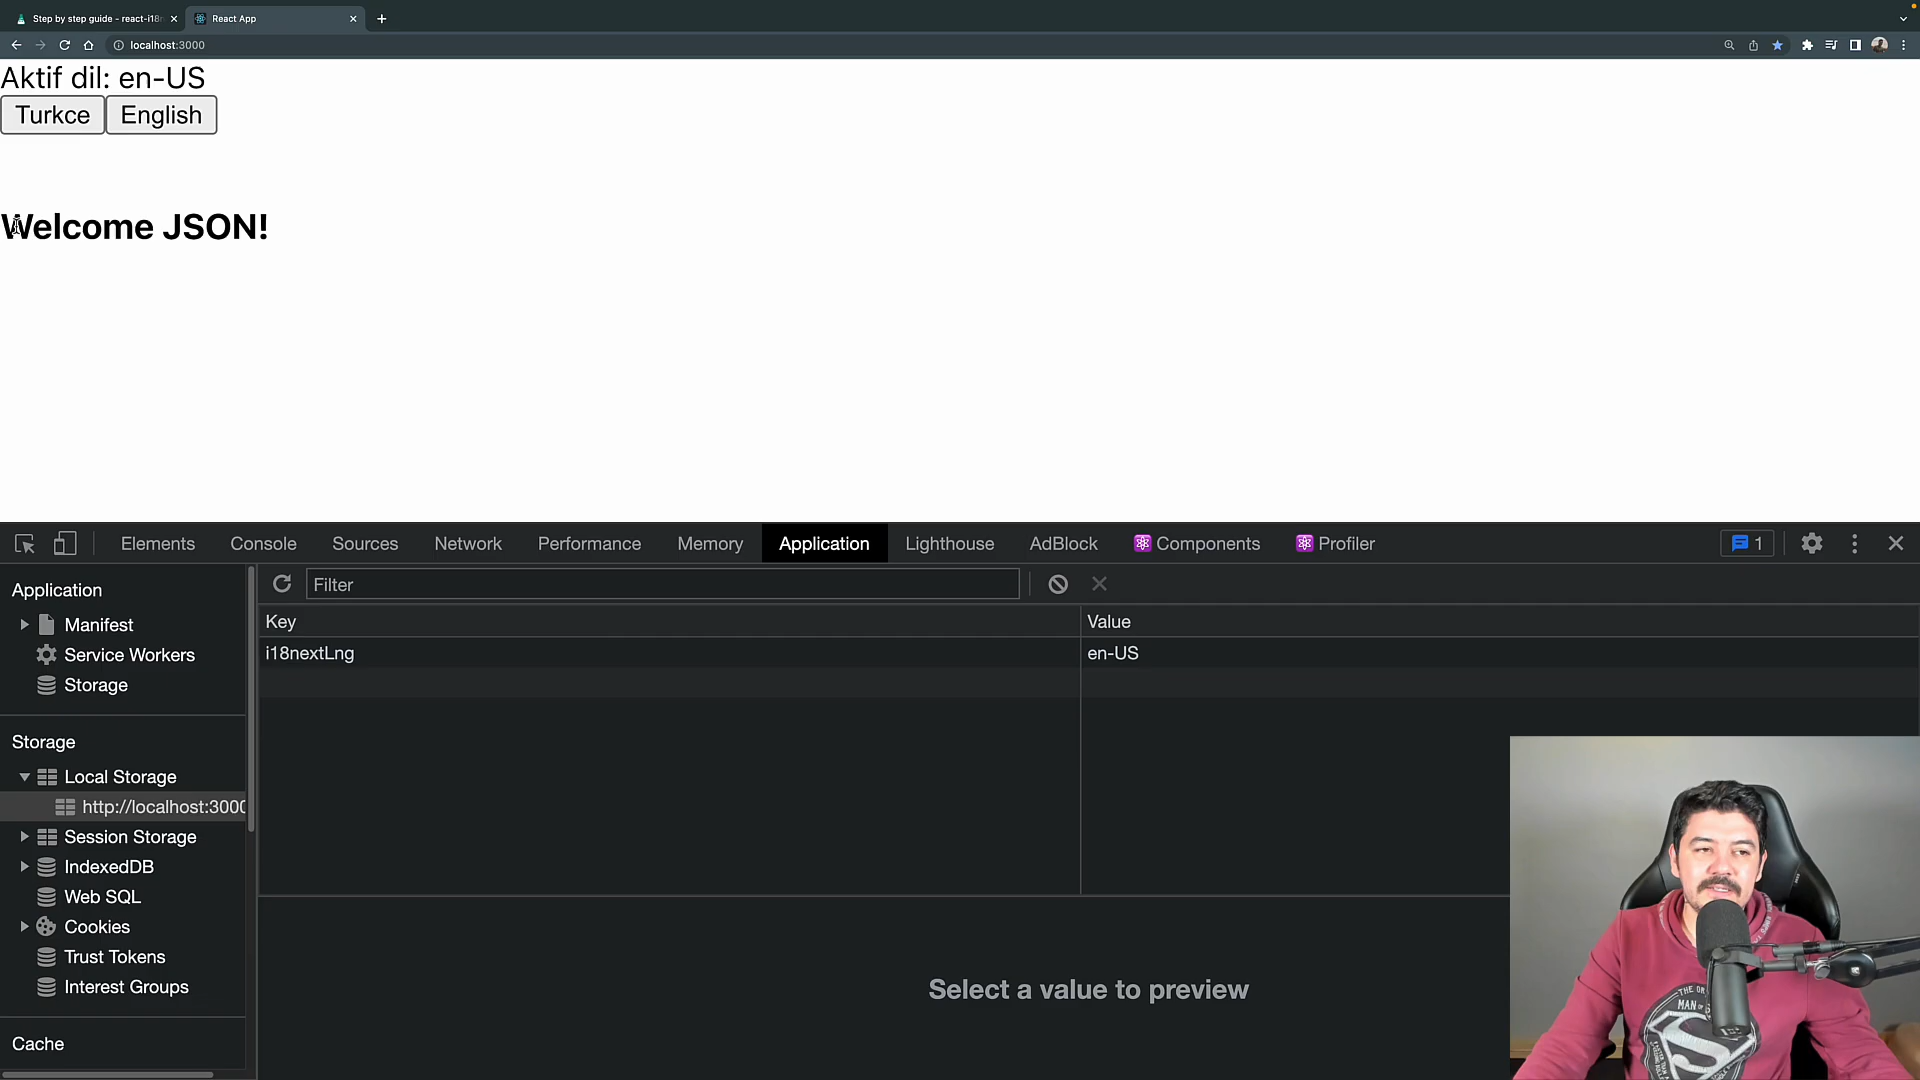 Step by step guide - react-i18n
React App
localhost:3000
Aktif dil: en-US
Turkce English
Welcome JSON!
Elements Console Sources Network Performance Memory Application Lighthouse AdBlock Components Profiler 1
Application
Manifest
Service Workers
Storage
Storage
Local Storage
http://localhost:3000
Session Storage
IndexedDB
Web SQL
Cookies
Trust Tokens
Interest Groups
Cache
Filter
Key Value
i18nextLng en-US
Select a value to preview
MAN